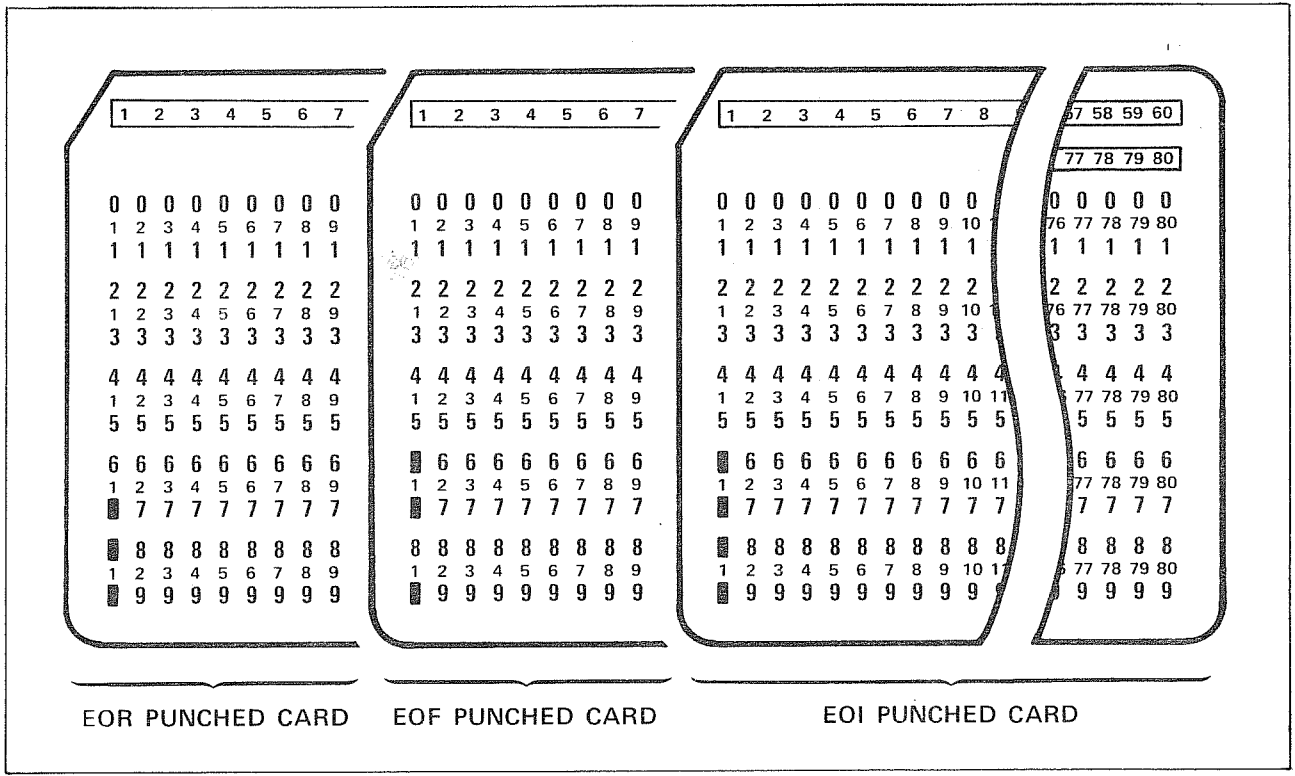 1 2 3 4 5 6 7
0 0 0 0 0 0 0 0 0
1 2 3 4 5 6 7 8 9
1 1 1 1 1 1 1 1 1
2 2 2 2 2 2 2 2 2
1 2 3 4 5 6 7 8 9
3 3 3 3 3 3 3 3 3
4 4 4 4 4 4 4 4 4
1 2 3 4 5 6 7 8 9
5 5 5 5 5 5 5 5 5
6 6 6 6 6 6 6 6 6
1 2 3 4 5 6 7 8 9
7 7 7 7 7 7 7 7
8 8 8 8 8 8 8 8
1 2 3 4 5 6 7 8 9
9 9 9 9 9 9 9 9
EOR PUNCHED CARD
1 2 3 4 5 6 7
0 0 0 0 0 0 0 0 0
1 2 3 4 5 6 7 8 9
1 1 1 1 1 1 1 1 1
2 2 2 2 2 2 2 2 2
1 2 3 4 5 6 7 8 9
3 3 3 3 3 3 3 3 3
4 4 4 4 4 4 4 4 4
1 2 3 4 5 6 7 8 9
5 5 5 5 5 5 5 5 5
6 6 6 6 6 6 6 6
1 2 3 4 5 6 7 8 9
7 7 7 7 7 7 7 7
8 8 8 8 8 8 8 8 8
1 2 3 4 5 6 7 8 9
9 9 9 9 9 9 9 9
EOF PUNCHED CARD
1 2 3 4 5 6 7 8 57 58 59 60
77 78 79 80
0 0 0 0 0 0 0 0 0 0 0 0 0 0 0
1 2 3 4 5 6 7 8 9 10 76 77 78 79 80
1 1 1 1 1 1 1 1 1 1 1 1 1 1 1
2 2 2 2 2 2 2 2 2 2 2 2 2 2 2
1 2 3 4 5 6 7 8 9 10 76 77 78 79 80
3 3 3 3 3 3 3 3 3 3 3 3 3 3 3
4 4 4 4 4 4 4 4 4 4 4 4 4 4 4
1 2 3 4 5 6 7 8 9 10 11 77 78 79 80
5 5 5 5 5 5 5 5 5 5 5 5 5 5 5
6 6 6 6 6 6 6 6 6 6 6 6 6 6
1 2 3 4 5 6 7 8 9 10 11 77 78 79 80
7 7 7 7 7 7 7 7 7 7 7 7 7 7
8 8 8 8 8 8 8 8 8 8 8 8 8 8
1 2 3 4 5 6 7 8 9 10 77 78 79 80
9 9 9 9 9 9 9 9 9 9 9 9 9
EOI PUNCHED CARD